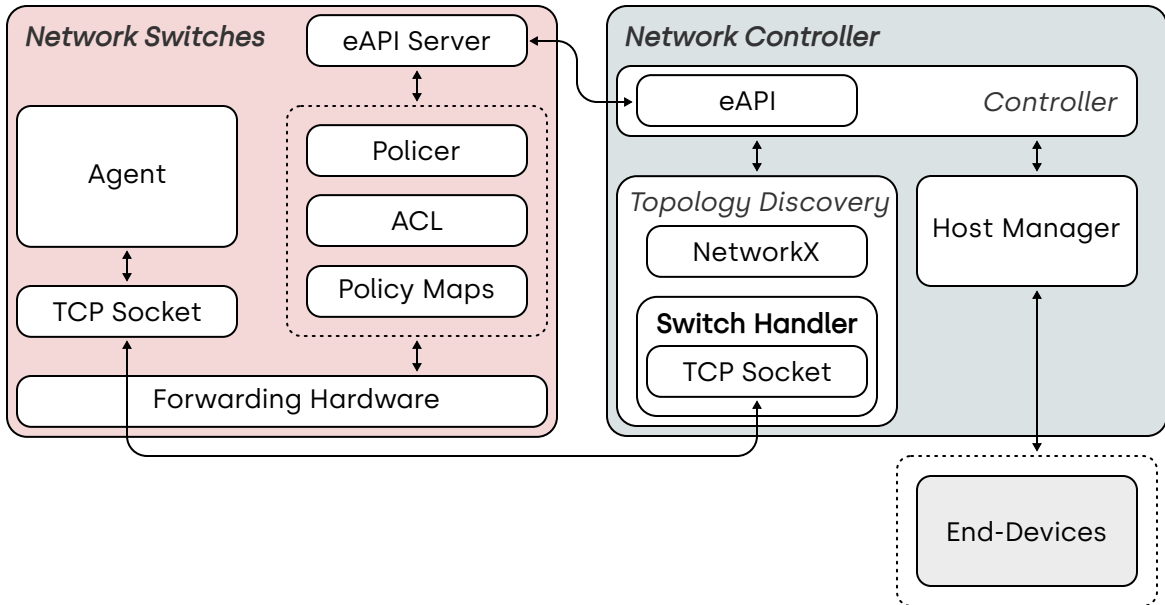 Network Switches
eAPI Server
Agent
Policer
ACL
Policy Maps
TCP Socket
Forwarding Hardware
Network Controller
eAPI
Controller
Topology Discovery
NetworkX
Switch Handler
TCP Socket
Host Manager
End-Devices